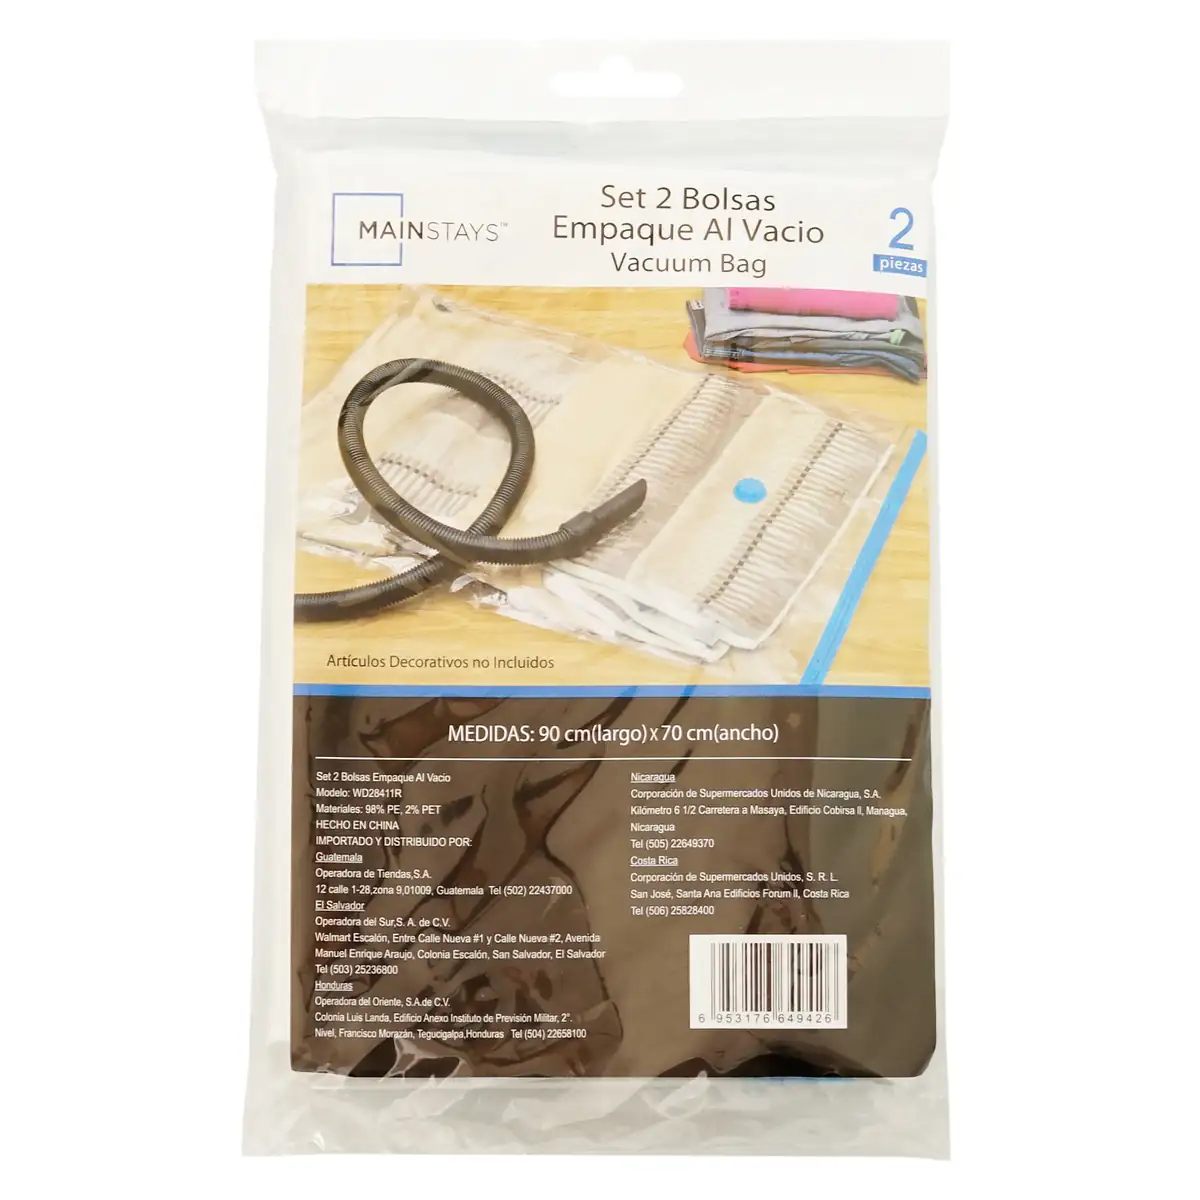 MAINSTAYS™
Set 2 Bolsas
Empaque Al Vacio
Vacuum Bag
2
piezas
Artículos Decorativos no Incluidos
MEDIDAS: 90 cm(largo) x 70 cm(ancho)
Set 2 Bolsas Empaque Al Vacio
Modelo: WD28411R
Materiales: 98% PE, 2% PET
HECHO EN CHINA
IMPORTADO Y DISTRIBUIDO POR:
Guatemala
Operadora de Tiendas,S.A.
12 calle 1-28,zona 9,01009, Guatemala Tel (502) 22437000
El Salvador
Operadora del Sur,S. A. de C.V.
Walmart Escalón, Entre Calle Nueva #1 y Calle Nueva #2, Avenida
Manuel Enrique Araujo, Colonia Escalón, San Salvador, El Salvador
Tel (503) 25236800
Honduras
Operadora del Oriente, S.A.de C.V.
Colonia Luis Landa, Edificio Anexo Instituto de Previsión Militar, 2°.
Nivel, Francisco Morazán, Tegucigalpa,Honduras Tel (504) 22658100
Nicaragua
Corporación de Supermercados Unidos de Nicaragua, S.A.
Kilómetro 6 1/2 Carretera a Masaya, Edificio Cobirsa II, Managua,
Nicaragua
Tel (505) 22649370
Costa Rica
Corporación de Supermercados Unidos, S. R. L.
San José, Santa Ana Edificios Forum II, Costa Rica
Tel (506) 25828400
6 953176 649426